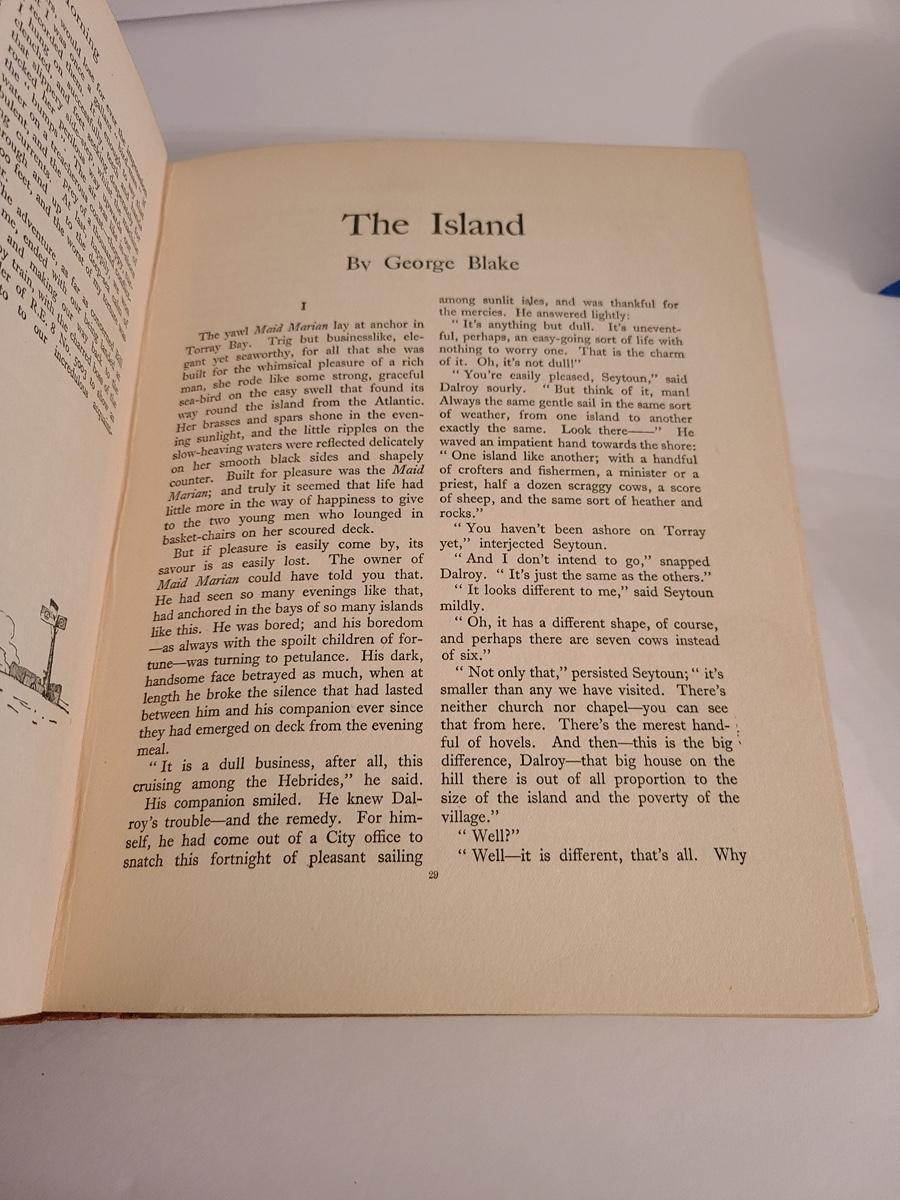 orning
The Island
By George Blake
I
The yawl Maid Marian lay at anchor in
Torray Bay. Trig but businesslike, ele-
gant yet seaworthy, for all that she was
built for the whimsical pleasure of a rich
man, she rode like some strong, graceful
sea-bird on the easy swell that found its
way round the island from the Atlantic.
Her brasses and spars shone in the even-
ing sunlight, and the little ripples on the
slow-heaving waters were reflected delicately
on her smooth black sides and shapely
counter. Built for pleasure was the Maid
Marian; and truly it seemed that life had
little more in the way of happiness to give
to the two young men who lounged in
basket-chairs on her scoured deck.
But if pleasure is easily come by, its
savour is as easily lost. The owner of
Maid Marian could have told you that.
He had seen so many evenings like that,
had anchored in the bays of so many islands
like this. He was bored; and his boredom
—as always with the spoilt children of for-
tune—was turning to petulance. His dark,
handsome face betrayed as much, when at
length he broke the silence that had lasted
between him and his companion ever since
they had emerged on deck from the evening
meal.
“It is a dull business, after all, this
cruising among the Hebrides,” he said.
His companion smiled. He knew Dal-
roy’s trouble—and the remedy. For him-
self, he had come out of a City office to
snatch this fortnight of pleasant sailing
among sunlit isles, and was thankful for
the mercies. He answered lightly:
“It’s anything but dull. It’s unevent-
ful, perhaps, an easy-going sort of life with
nothing to worry one. That is the charm
of it. Oh, it’s not dull!”
“You’re easily pleased, Seytoun,” said
Dalroy sourly. “But think of it, man!
Always the same gentle sail in the same sort
of weather, from one island to another
exactly the same. Look there——” He
waved an impatient hand towards the shore:
“One island like another; with a handful
of crofters and fishermen, a minister or a
priest, half a dozen scraggy cows, a score
of sheep, and the same sort of heather and
rocks.”
“You haven’t been ashore on Torray
yet,” interjected Seytoun.
“And I don’t intend to go,” snapped
Dalroy. “It’s just the same as the others.”
“It looks different to me,” said Seytoun
mildly.
“Oh, it has a different shape, of course,
and perhaps there are seven cows instead
of six.”
“Not only that,” persisted Seytoun; “it’s
smaller than any we have visited. There’s
neither church nor chapel—you can see
that from here. There’s the merest hand-
ful of hovels. And then—this is the big
difference, Dalroy—that big house on the
hill there is out of all proportion to the
size of the island and the poverty of the
village.”
“Well?”
“Well—it is different, that’s all. Why
29